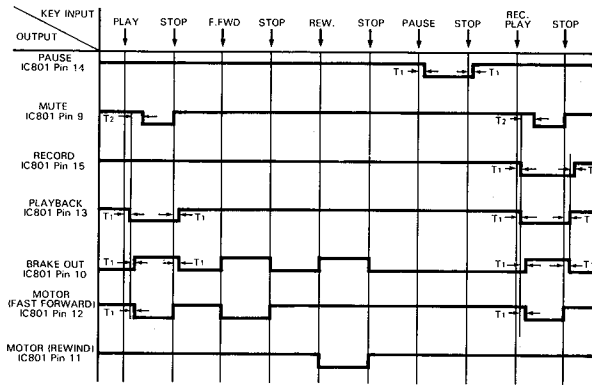 KEY INPUT
OUTPUT
PLAY STOP F.FWD STOP REW. STOP PAUSE STOP REC. PLAY STOP
PAUSE
IC801 Pin 14
T1 T1
MUTE
IC801 Pin 9
T2 T2
RECORD
IC801 Pin 15
T1 T
PLAYBACK
IC801 Pin 13
T1 T1 T1 T1
BRAKE OUT
IC801 Pin 10
T1 T1 T1 T1
MOTOR
(FAST FORWARD)
IC801 Pin 12
T1 T1
MOTOR (REWIND)
IC801 Pin 11